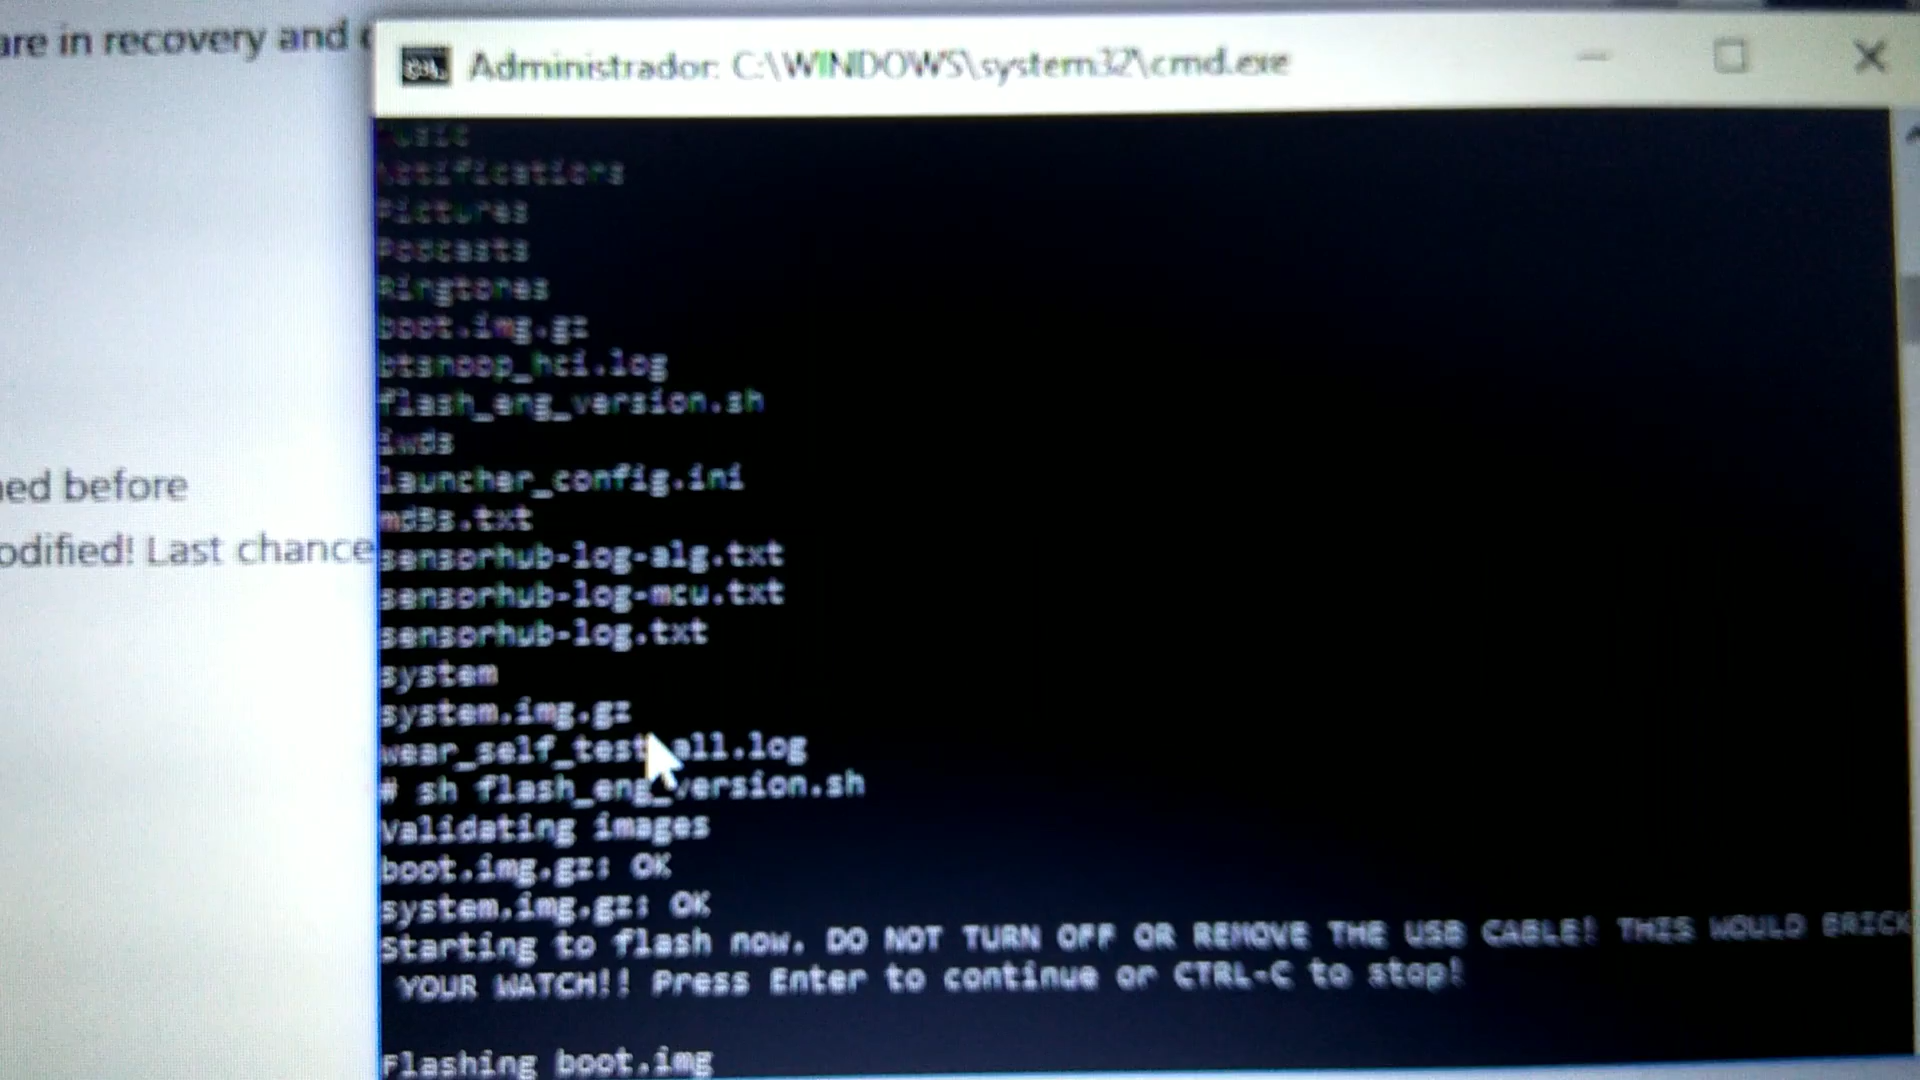 are in recovery and
Administrador: C:\WINDOWS\system32\cmd.exe
Music
Notifications
Pictures
Podcasts
Ringtones
boot.img.gz
btsnoop_hci.log
flash_eng_version.sh
iwds
launcher_config.ini
ned before
md5s.txt
odified! Last chance
sensorhub-log-alg.txt
sensorhub-log-mcu.txt
sensorhub-log.txt
system
system.img.gz
wear_self_test all.log
# sh flash_eng_version.sh
Validating images
boot.img.gz: OK
system.img.gz: OK
Starting to flash now. DO NOT TURN OFF OR REMOVE THE USB CABLE! THIS WOULD BRICK
YOUR WATCH!! Press Enter to continue or CTRL-C to stop!
Flashing boot.img